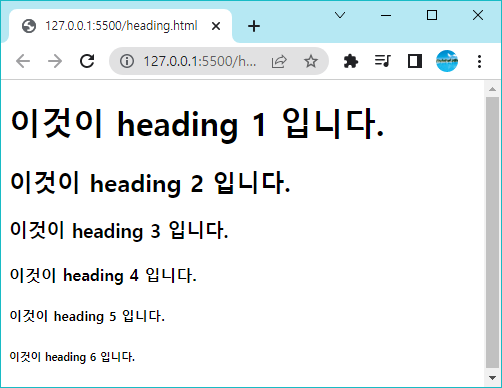 127.0.0.1:5500/heading.html
127.0.0.1:5500/h...
이것이 heading 1 입니다.
이것이 heading 2 입니다.
이것이 heading 3 입니다.
이것이 heading 4 입니다.
이것이 heading 5 입니다.
이것이 heading 6 입니다.